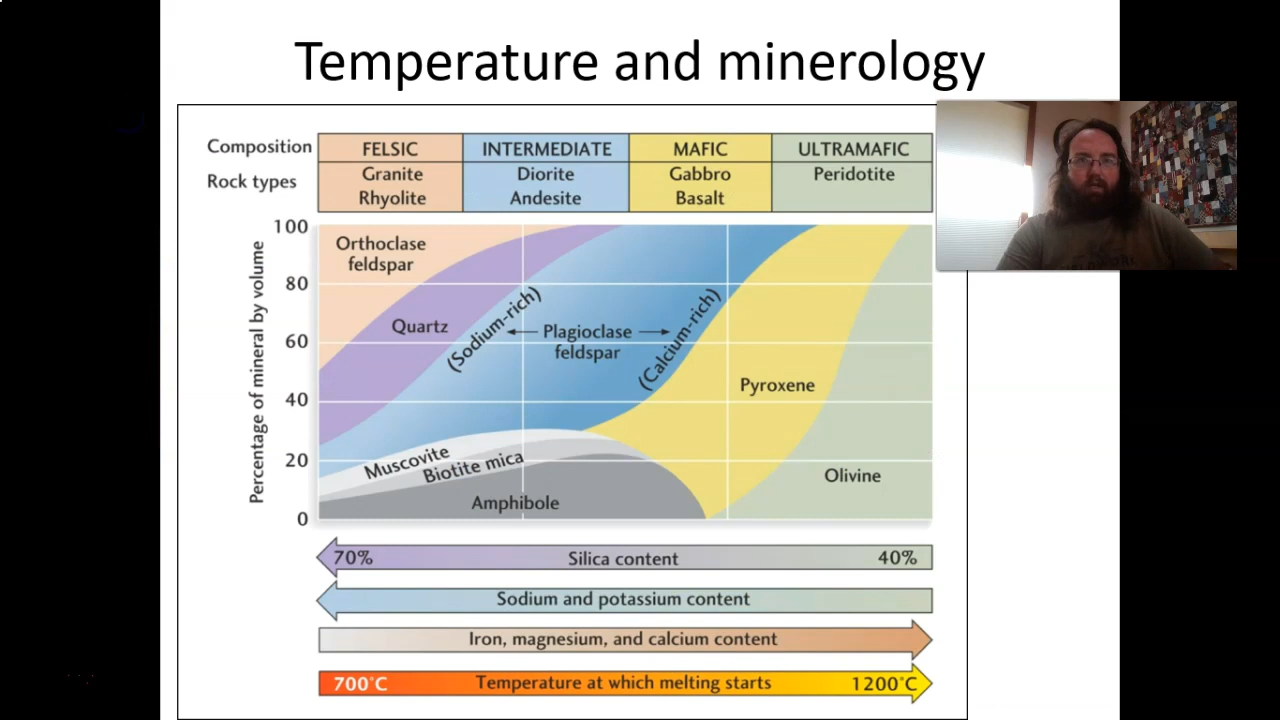 Temperature and minerology
Composition
FELSIC
INTERMEDIATE
MAFIC
ULTRAMAFIC
Rock types
Granite
Rhyolite
Diorite
Andesite
Gabbro
Basalt
Peridotite
Percentage of mineral by volume
100
80
60
40
20
0
Orthoclase
feldspar
Quartz
(Sodium-rich)
Plagioclase
feldspar
(Calcium-rich)
Pyroxene
Muscovite
Biotite mica
Amphibole
Olivine
70% Silica content 40%
Sodium and potassium content
Iron, magnesium, and calcium content
700°C Temperature at which melting starts 1200°C